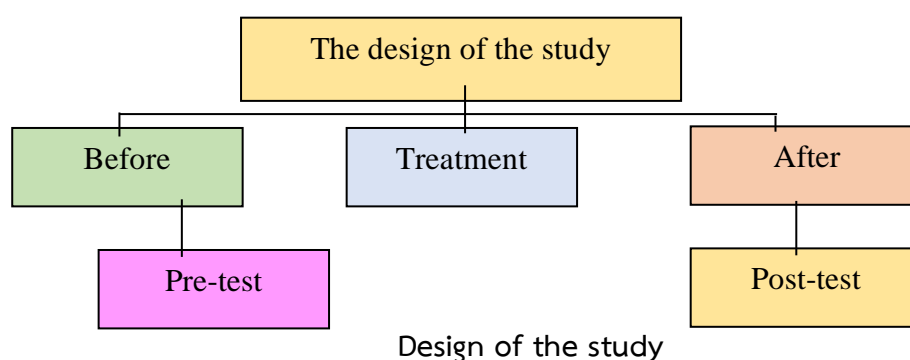 The design of the study
Before
Treatment
After
Pre-test
Post-test
Design of the study